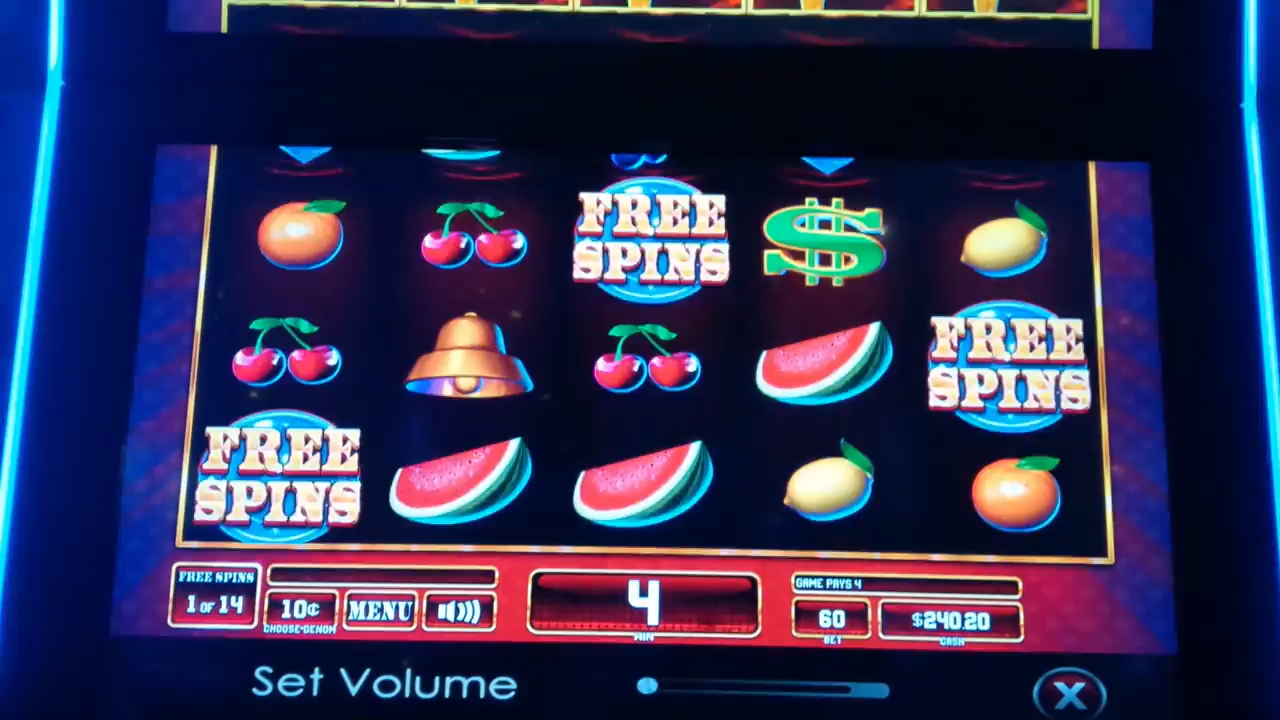 FREE
SPINS
$
FREE
SPINS
FREE
SPINS
FREE SPINS
1 OF 14
10¢
CHOOSE*DENOM
MENU
4
WIN
GAME PAYS 4
60
BET
$240.20
CASH
Set Volume
X